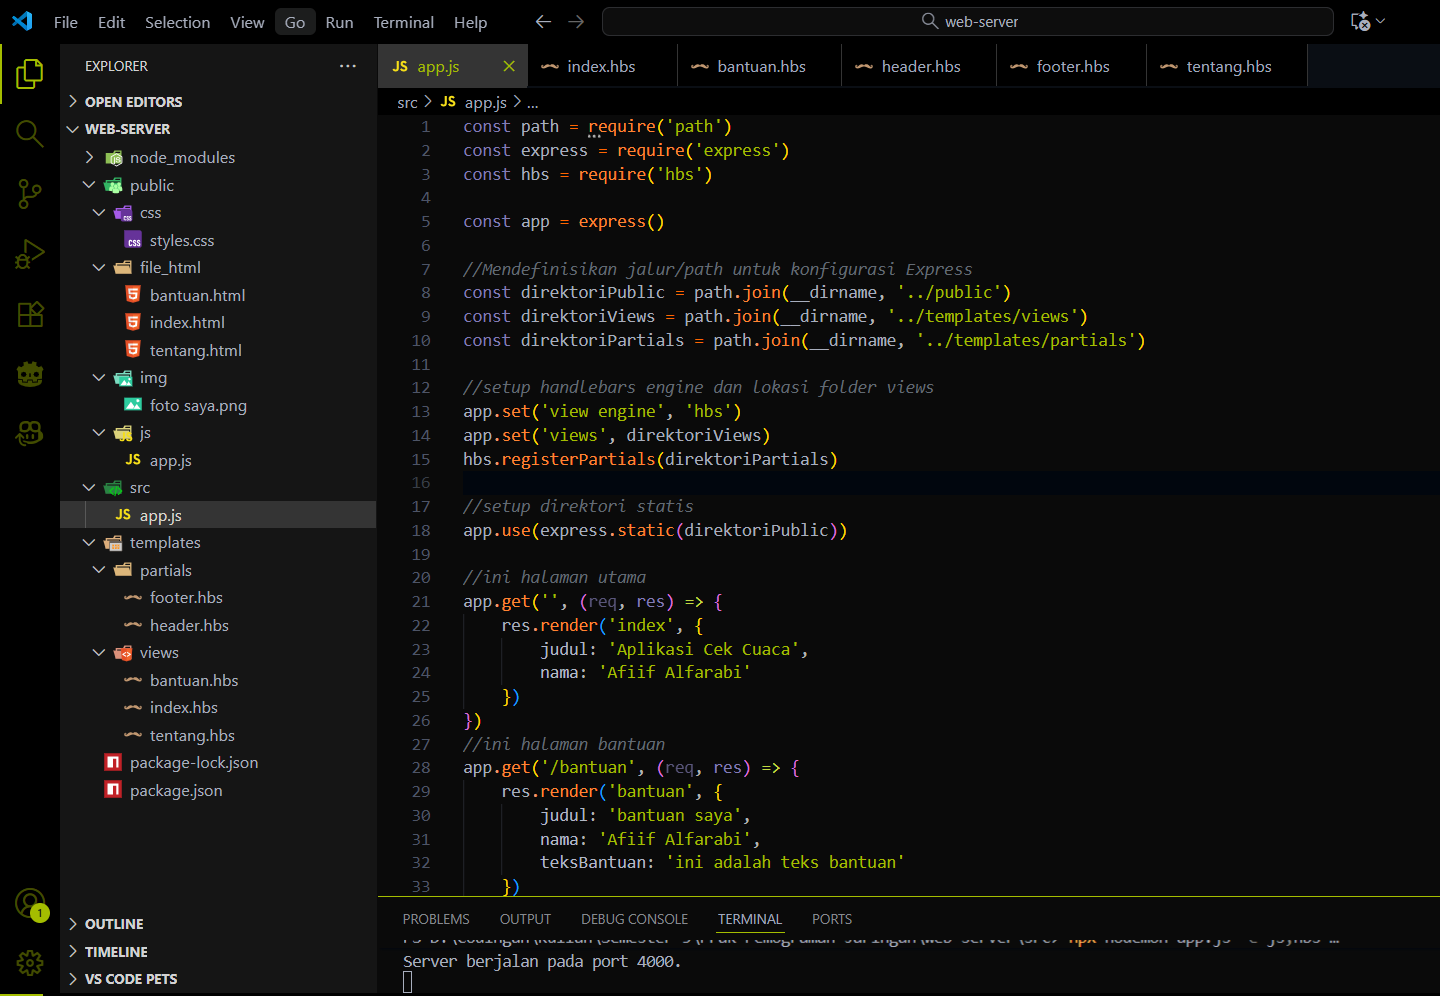 File Edit Selection View Go Run Terminal Help
web-server
EXPLORER
OPEN EDITORS
WEB-SERVER
node_modules
public
css
styles.css
file_html
bantuan.html
index.html
tentang.html
img
foto saya.png
js
JS app.js
src
JS app.js
templates
partials
footer.hbs
header.hbs
views
bantuan.hbs
index.hbs
tentang.hbs
package-lock.json
package.json
OUTLINE
TIMELINE
VS CODE PETS
1
JS app.js index.hbs bantuan.hbs header.hbs footer.hbs tentang.hbs
src > JS app.js > ...
1 const path = require('path')
2 const express = require('express')
3 const hbs = require('hbs')
4
5 const app = express()
6
7 //Mendefinisikan jalur/path untuk konfigurasi Express
8 const direktoriPublic = path.join(__dirname, '../public')
9 const direktoriViews = path.join(__dirname, '../templates/views')
10 const direktoriPartials = path.join(__dirname, '../templates/partials')
11
12 //setup handlebars engine dan lokasi folder views
13 app.set('view engine', 'hbs')
14 app.set('views', direktoriViews)
15 hbs.registerPartials(direktoriPartials)
16
17 //setup direktori statis
18 app.use(express.static(direktoriPublic))
19
20 //ini halaman utama
21 app.get('', (req, res) => {
22 res.render('index', {
23 judul: 'Aplikasi Cek Cuaca',
24 nama: 'Afiif Alfarabi'
25 })
26 })
27 //ini halaman bantuan
28 app.get('/bantuan', (req, res) => {
29 res.render('bantuan', {
30 judul: 'bantuan saya',
31 nama: 'Afiif Alfarabi',
32 teksBantuan: 'ini adalah teks bantuan'
33 })
PROBLEMS OUTPUT DEBUG CONSOLE TERMINAL PORTS
Server berjalan pada port 4000.